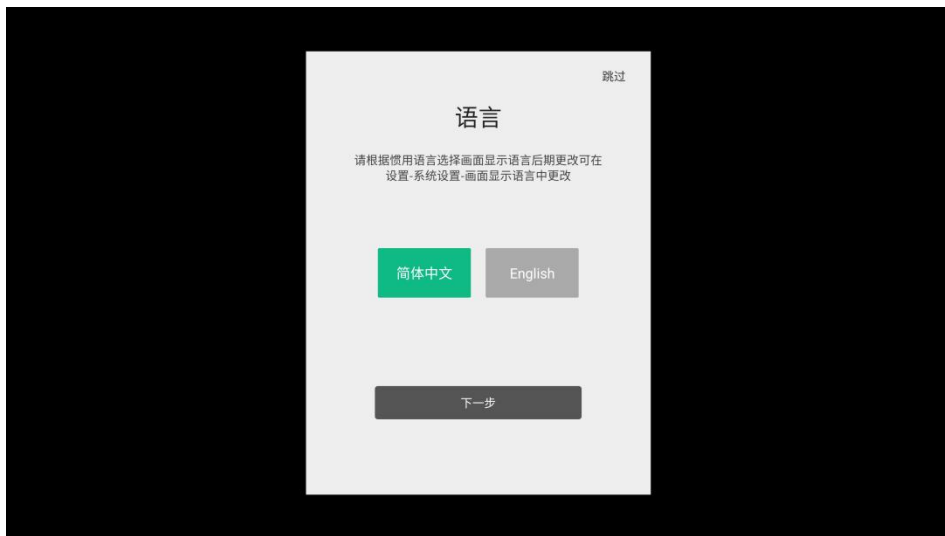 跳过
语言
请根据惯用语言选择画面显示语言后期更改可在
设置-系统设置-画面显示语言中更改
简体中文
English
下一步